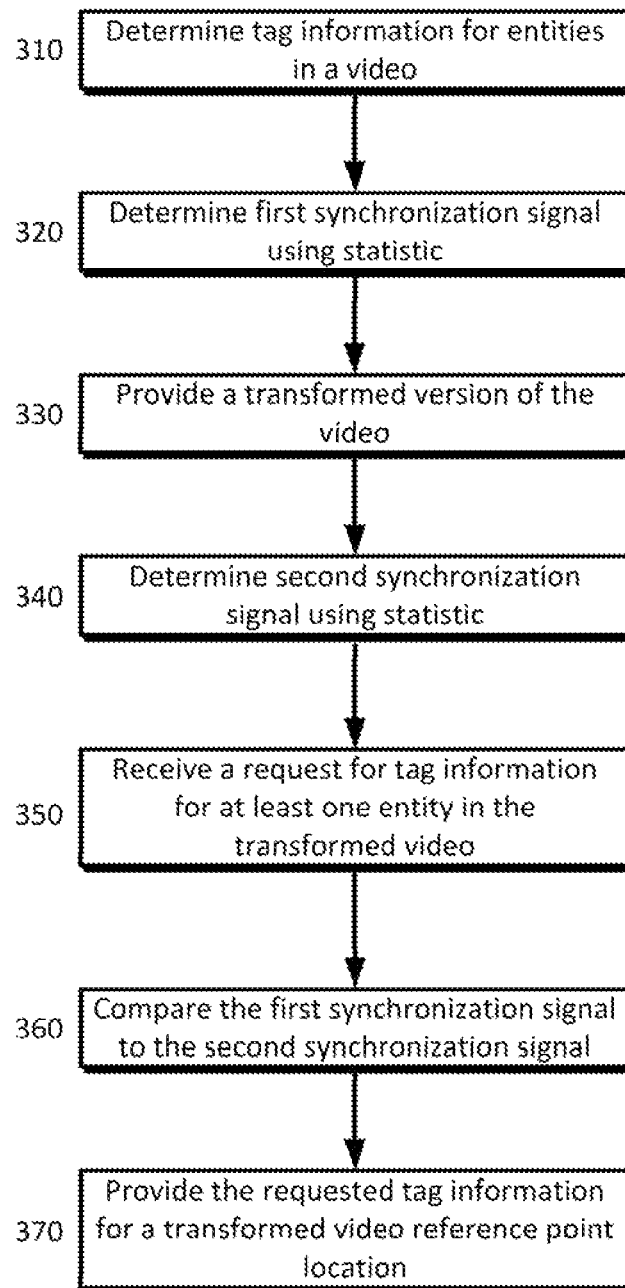 310
Determine tag information for entities
in a video
320
Determine first synchronization signal
using statistic
330
Provide a transformed version of the
video
340
Determine second synchronization
signal using statistic
350
Receive a request for tag information
for at least one entity in the
transformed video
360
Compare the first synchronization signal
to the second synchronization signal
370
Provide the requested tag information
for a transformed video reference point
location